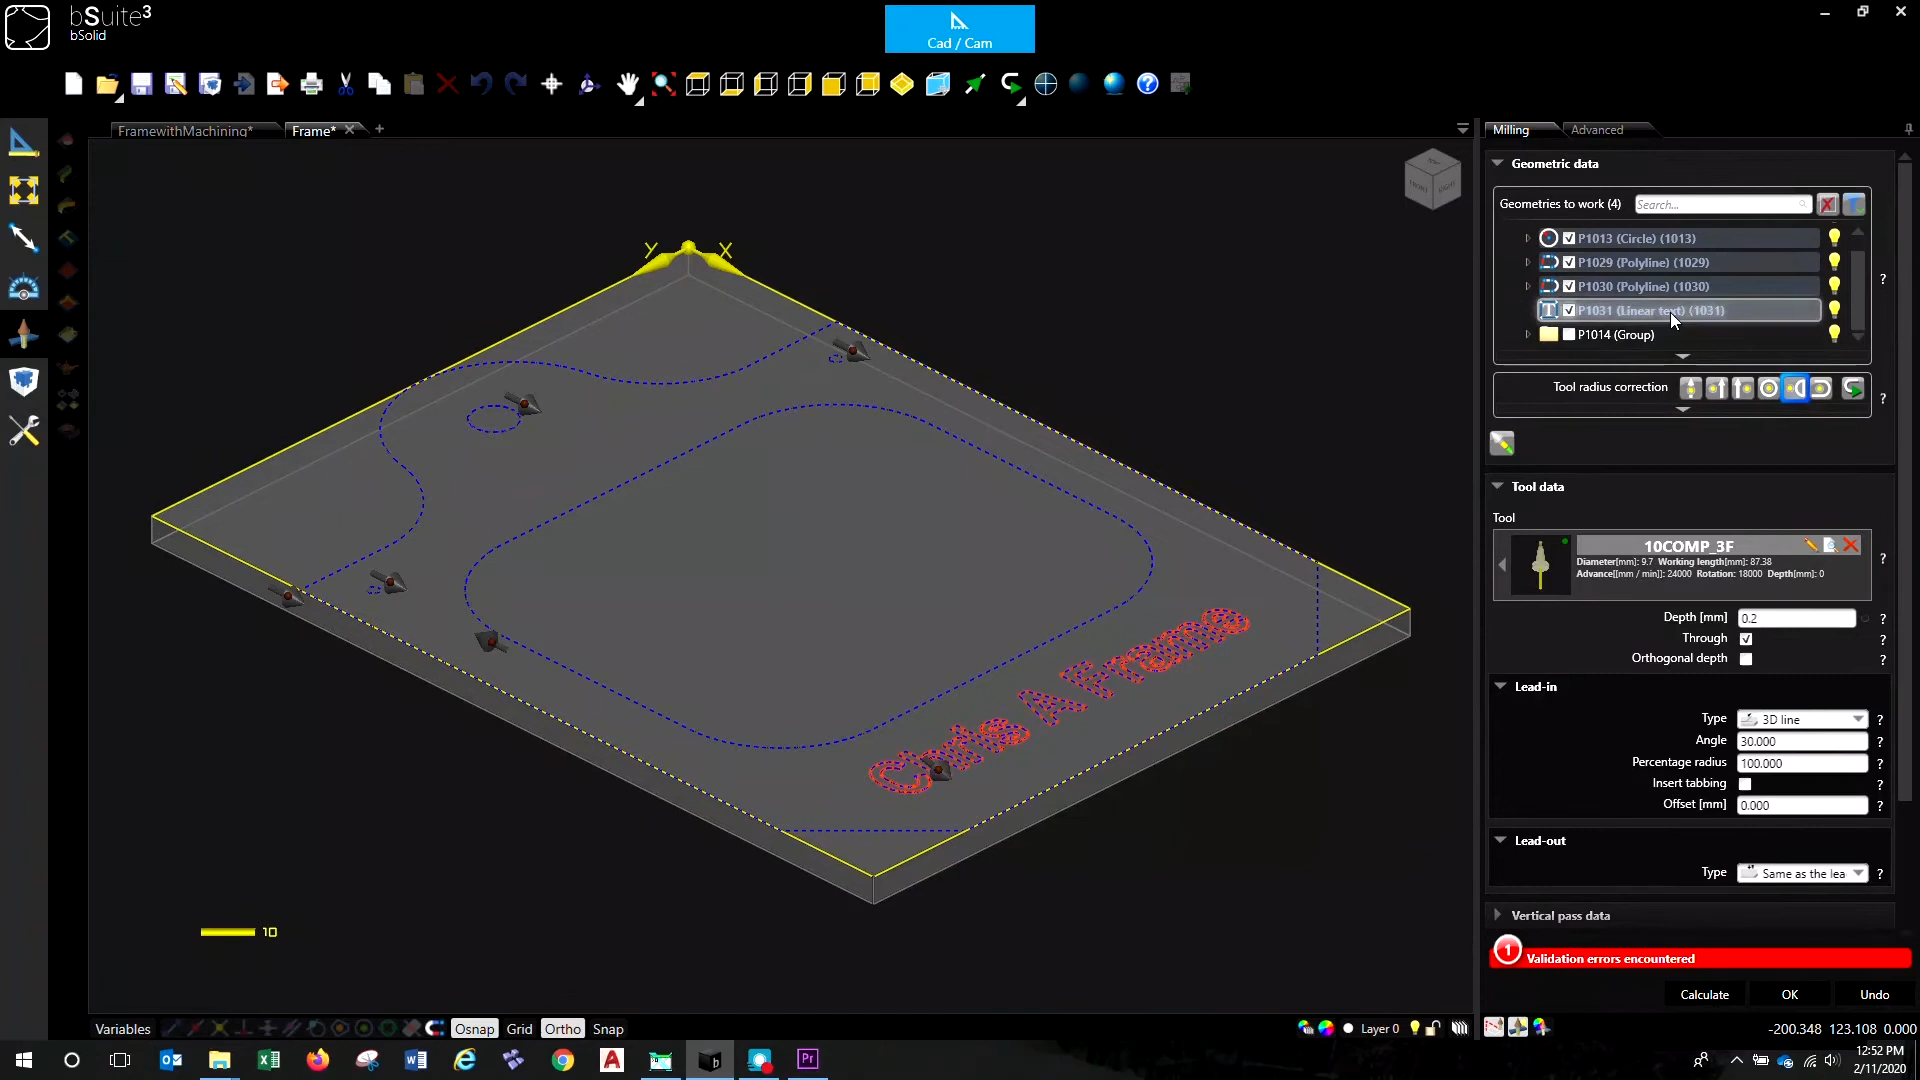 bSuite³
bSolid
Cad / Cam
FramewithMachining*
Frame*
Milling
Advanced
Geometric data
Geometries to work (4)
Search...
P1013 (Circle) (1013)
P1029 (Polyline) (1029)
P1030 (Polyline) (1030)
P1031 (Linear text) (1031)
P1014 (Group)
Tool radius correction
Tool data
Tool
10COMP_3F
Diameter[mm]: 9.7 Working length[mm]: 87.38
Advance[[mm / min]]: 24000 Rotation: 18000 Depth[mm]: 0
Depth [mm] 0.2
Through
Orthogonal depth
Lead-in
Type 3D line
Angle 30.000
Percentage radius 100.000
Insert tabbing
Offset [mm] 0.000
Lead-out
Type Same as the lea
Vertical pass data
1 Validation errors encountered
Calculate OK Undo
Y X
TOP
FRONT RIGHT
Chris A Frame
10
Variables Osnap Grid Ortho Snap
Layer 0
-200.348 123.108 0.000
12:52 PM
2/11/2020